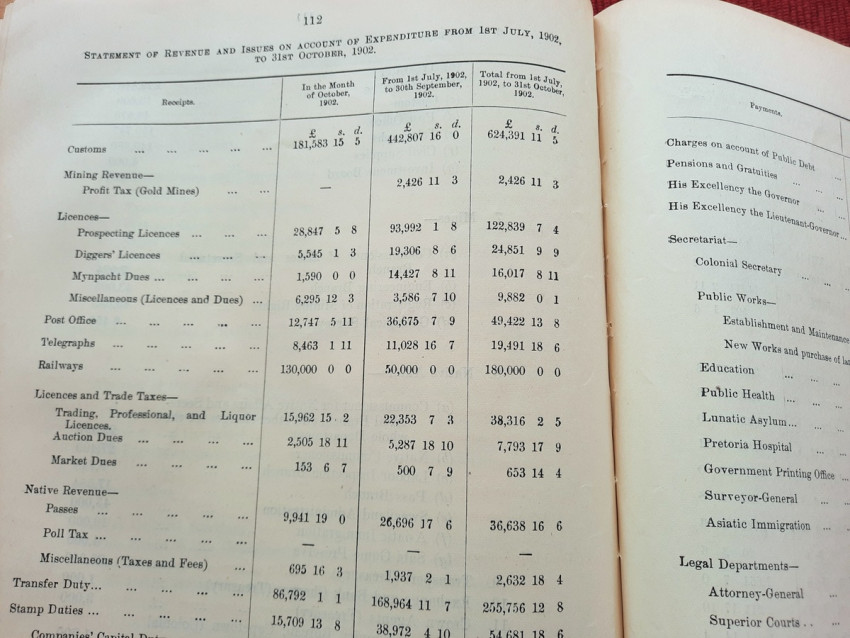 112
STATEMENT OF REVENUE AND ISSUES ON ACCOUNT OF EXPENDITURE FROM 1ST JULY, 1902,
TO 31ST OCTOBER, 1902.
Receipts. In the Month of October, 1902. From 1st July, 1902, to 30th September, 1902. Total from 1st July, 1902, to 31st October, 1902.
£ s. d. £ s. d. £ s. d.
Customs ... ... ... ... ... 181,583 15 5 442,807 16 0 624,391 11 5
Mining Revenue—
Profit Tax (Gold Mines) ... ... — 2,426 11 3 2,426 11 3
Licences—
Prospecting Licences ... ... ... 28,847 5 8 93,992 1 8 122,839 7 4
Diggers' Licences ... ... ... 5,545 1 3 19,306 8 6 24,851 9 9
Mynpacht Dues ... ... ... ... 1,590 0 0 14,427 8 11 16,017 8 11
Miscellaneous (Licences and Dues) ... 6,295 12 3 3,586 7 10 9,882 0 1
Post Office ... ... ... ... ... 12,747 5 11 36,675 7 9 49,422 13 8
Telegraphs ... ... ... ... ... 8,463 1 11 11,028 16 7 19,491 18 6
Railways ... ... ... ... ... 130,000 0 0 50,000 0 0 180,000 0 0
Licences and Trade Taxes—
Trading, Professional, and Liquor
Licences. 15,962 15 2 22,353 7 3 38,316 2 5
Auction Dues ... ... ... ... 2,505 18 11 5,287 18 10 7,793 17 9
Market Dues ... ... ... ... 153 6 7 500 7 9 653 14 4
Native Revenue—
Passes ... ... ... ... ... 9,941 19 0 26,696 17 6 36,638 16 6
Poll Tax ... ... ... ... ... — — —
Miscellaneous (Taxes and Fees) ... 695 16 3 1,937 2 1 2,632 18 4
Transfer Duty... ... ... ... ... 86,792 1 1 168,964 11 7 255,756 12 8
Stamp Duties ... ... ... ... ... 15,709 13 8 38,972 4 10 54,681 18 6
Companies' Capital
Payments.
Charges on account of Public Debt ...
Pensions and Gratuities ... ... ...
His Excellency the Governor ... ...
His Excellency the Lieutenant-Governor ...
Secretariat—
Colonial Secretary ... ...
Public Works—
Establishment and Maintenance
New Works and purchase of
Education ... ...
Public Health ... ...
Lunatic Asylum... ...
Pretoria Hospital ...
Government Printing Office ...
Surveyor-General ...
Asiatic Immigration ...
Legal Departments—
Attorney-General ...
Superior Courts ...